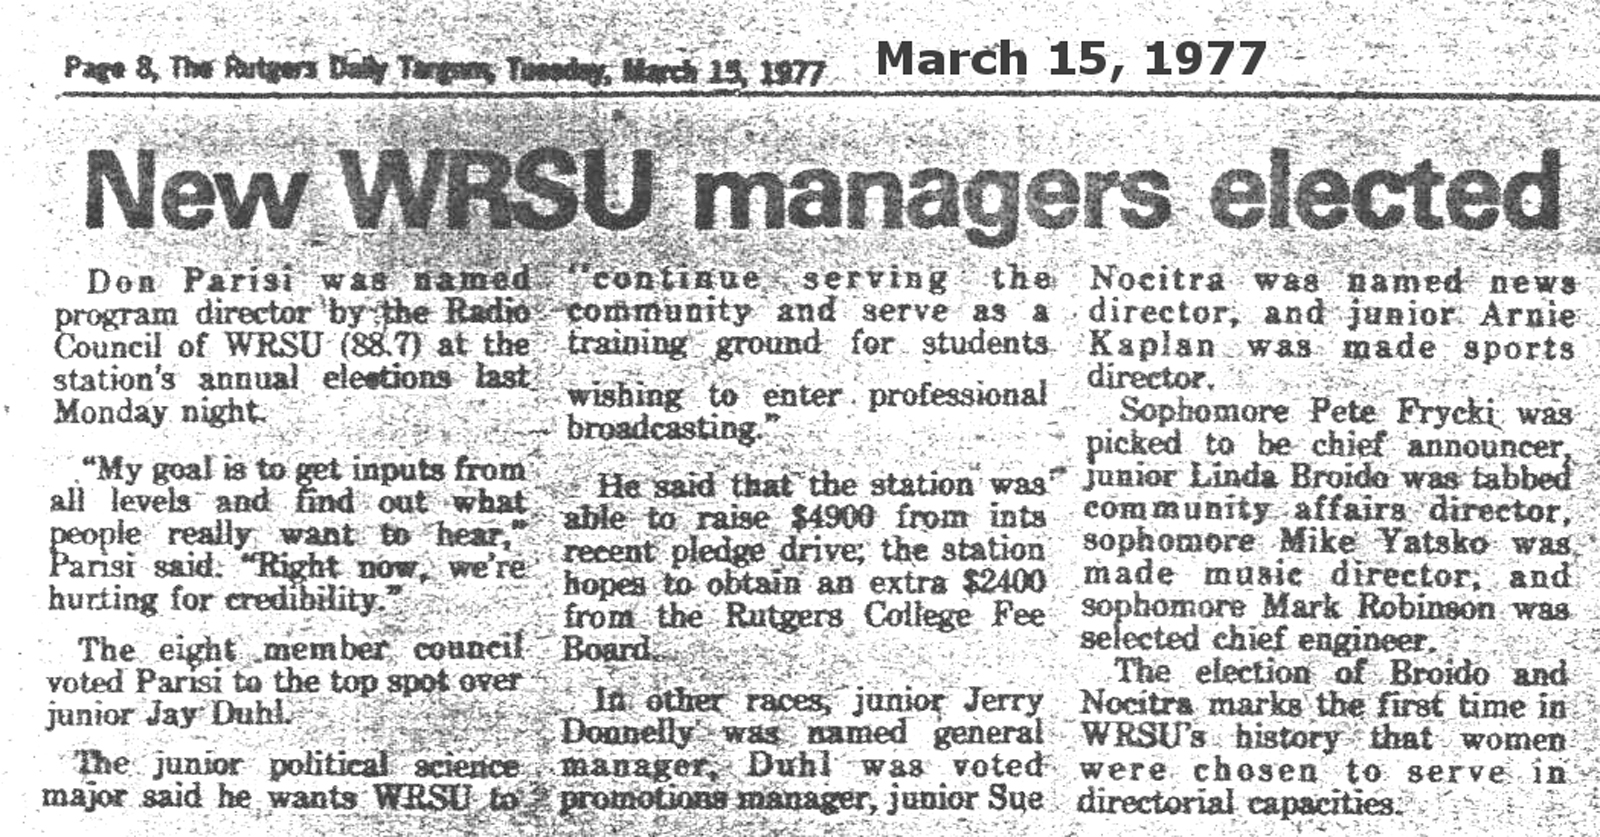 Page 8, The Rutgers Daily Targum, Tuesday, March 15, 1977
March 15, 1977
New WRSU managers elected
Don Parisi was named
program director by the Radio
Council of WRSU (88.7) at the
station's annual elections last
Monday night.
"My goal is to get inputs from
all levels and find out what
people really want to hear,"
Parisi said. "Right now, we're
hurting for credibility."
The eight member council
voted Parisi to the top spot over
junior Jay Duhl.
The junior political science
major said he wants WRSU to
"continue serving the
community and serve as a
training ground for students
wishing to enter professional
broadcasting."
He said that the station was
able to raise $4900 from ints
recent pledge drive; the station
hopes to obtain an extra $2400
from the Rutgers College Fee
Board.
In other races, junior Jerry
Donnelly was named general
manager, Duhl was voted
promotions manager, junior Sue
Nocitra was named news
director, and junior Arnie
Kaplan was made sports
director.
Sophomore Pete Frycki was
picked to be chief announcer,
junior Linda Broido was tabbed
community affairs director,
sophomore Mike Yatsko was
made music director, and
sophomore Mark Robinson was
selected chief engineer.
The election of Broido and
Nocitra marks the first time in
WRSU's history that women
were chosen to serve in
directorial capacities.